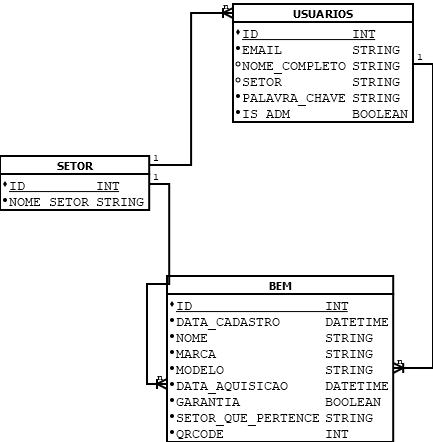 USUARIOS
ID INT
EMAIL STRING
NOME_COMPLETO STRING
SETOR STRING
PALAVRA_CHAVE STRING
IS_ADM BOOLEAN
n
1
SETOR
ID INT
NOME_SETOR STRING
1
1
BEM
ID INT
DATA_CADASTRO DATETIME
NOME STRING
MARCA STRING
MODELO STRING
DATA_AQUISICAO DATETIME
GARANTIA BOOLEAN
SETOR_QUE_PERTENCE STRING
QRCODE INT
n
n